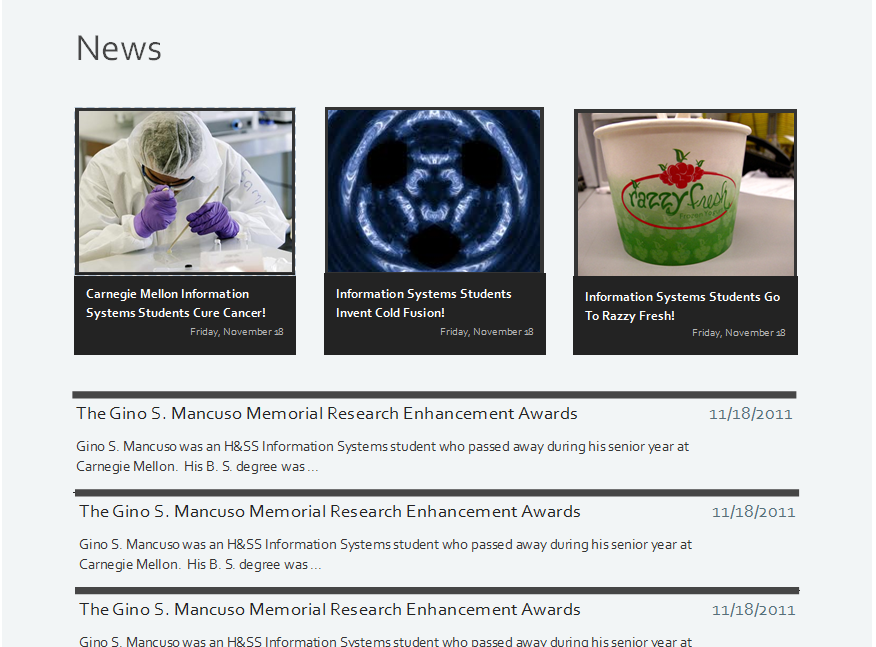 News
razzy fresh
Carnegie Mellon Information
Systems Students Cure Cancer!
Friday, November 18
Information Systems Students
Invent Cold Fusion!
Friday, November 18
Information Systems Students Go
To Razzy Fresh!
Friday, November 18
The Gino S. Mancuso Memorial Research Enhancement Awards 11/18/2011
Gino S. Mancuso was an H&SS Information Systems student who passed away during his senior year at
Carnegie Mellon. His B. S. degree was ...
The Gino S. Mancuso Memorial Research Enhancement Awards 11/18/2011
Gino S. Mancuso was an H&SS Information Systems student who passed away during his senior year at
Carnegie Mellon. His B. S. degree was ...
The Gino S. Mancuso Memorial Research Enhancement Awards 11/18/2011
Gino S. Mancuso was an H&SS Information Systems student who passed away during his senior year at